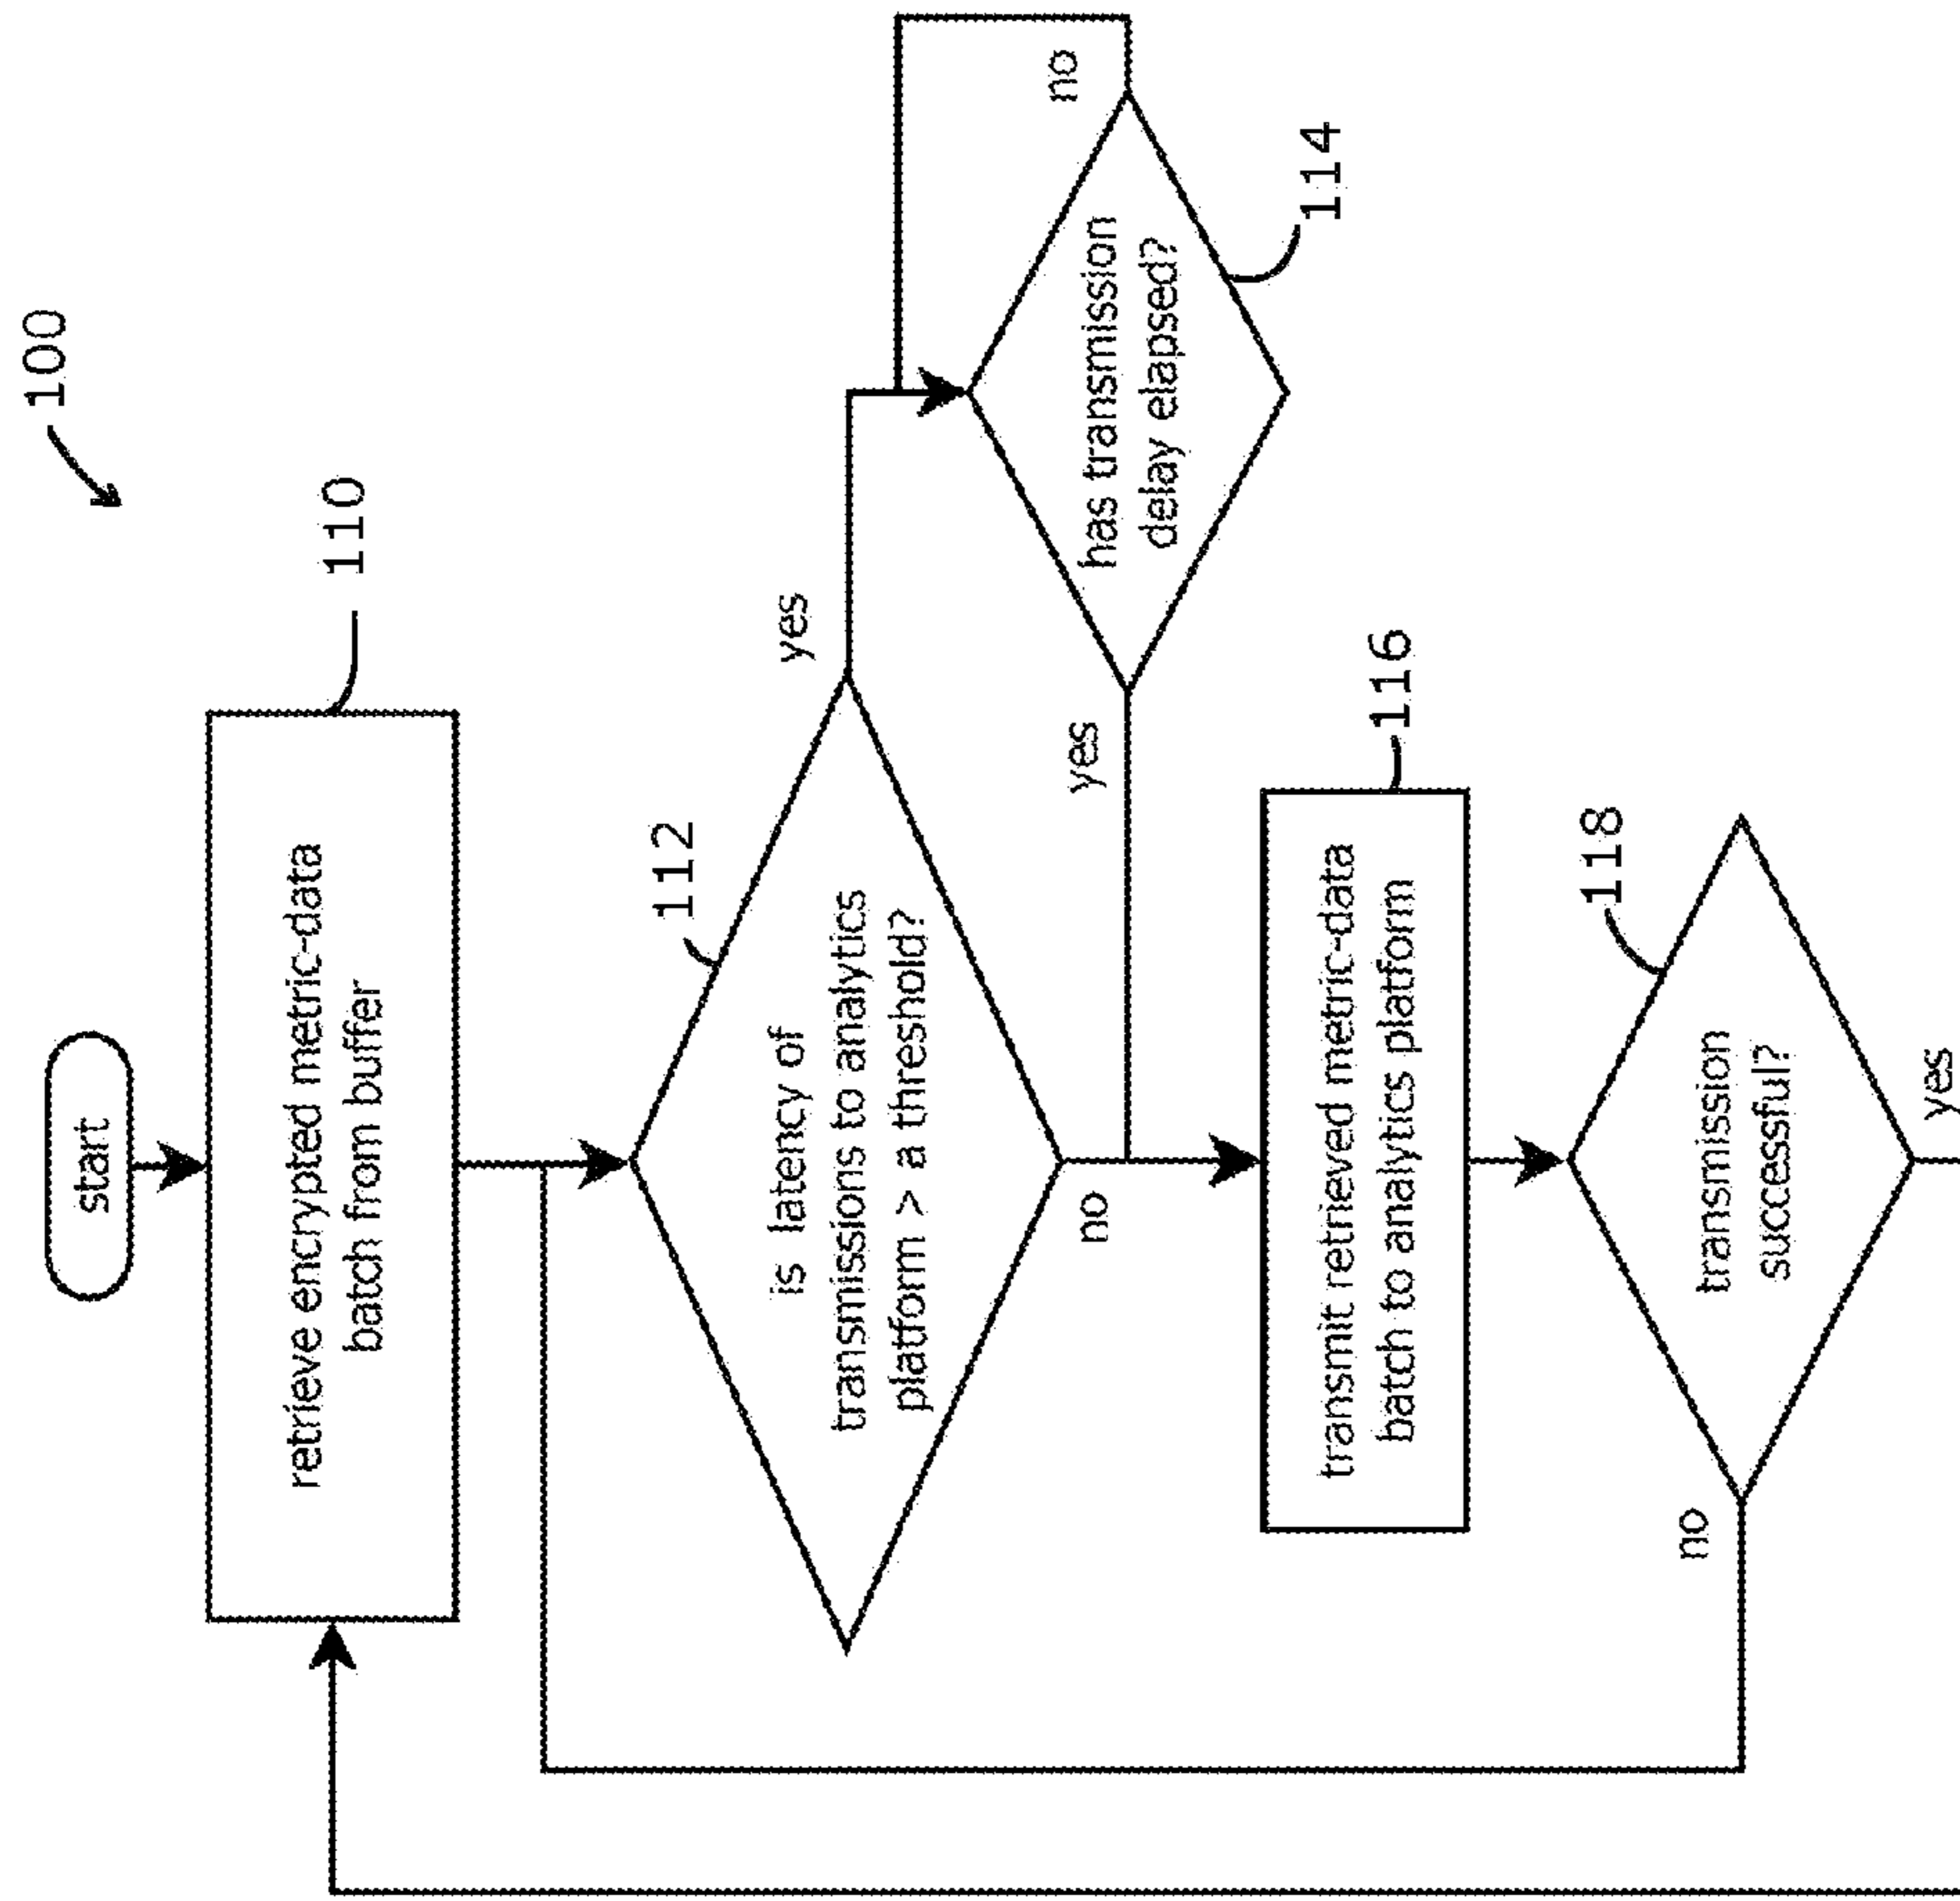 100
start
retrieve encrypted metric-data
batch from buffer
110
is latency of
transmissions to analytics
platform > a threshold?
112
yes
no
has transmission
delay elapsed?
114
no
yes
transmit retrieved metric-data
batch to analytics platform
116
transmission
successful?
118
no
yes